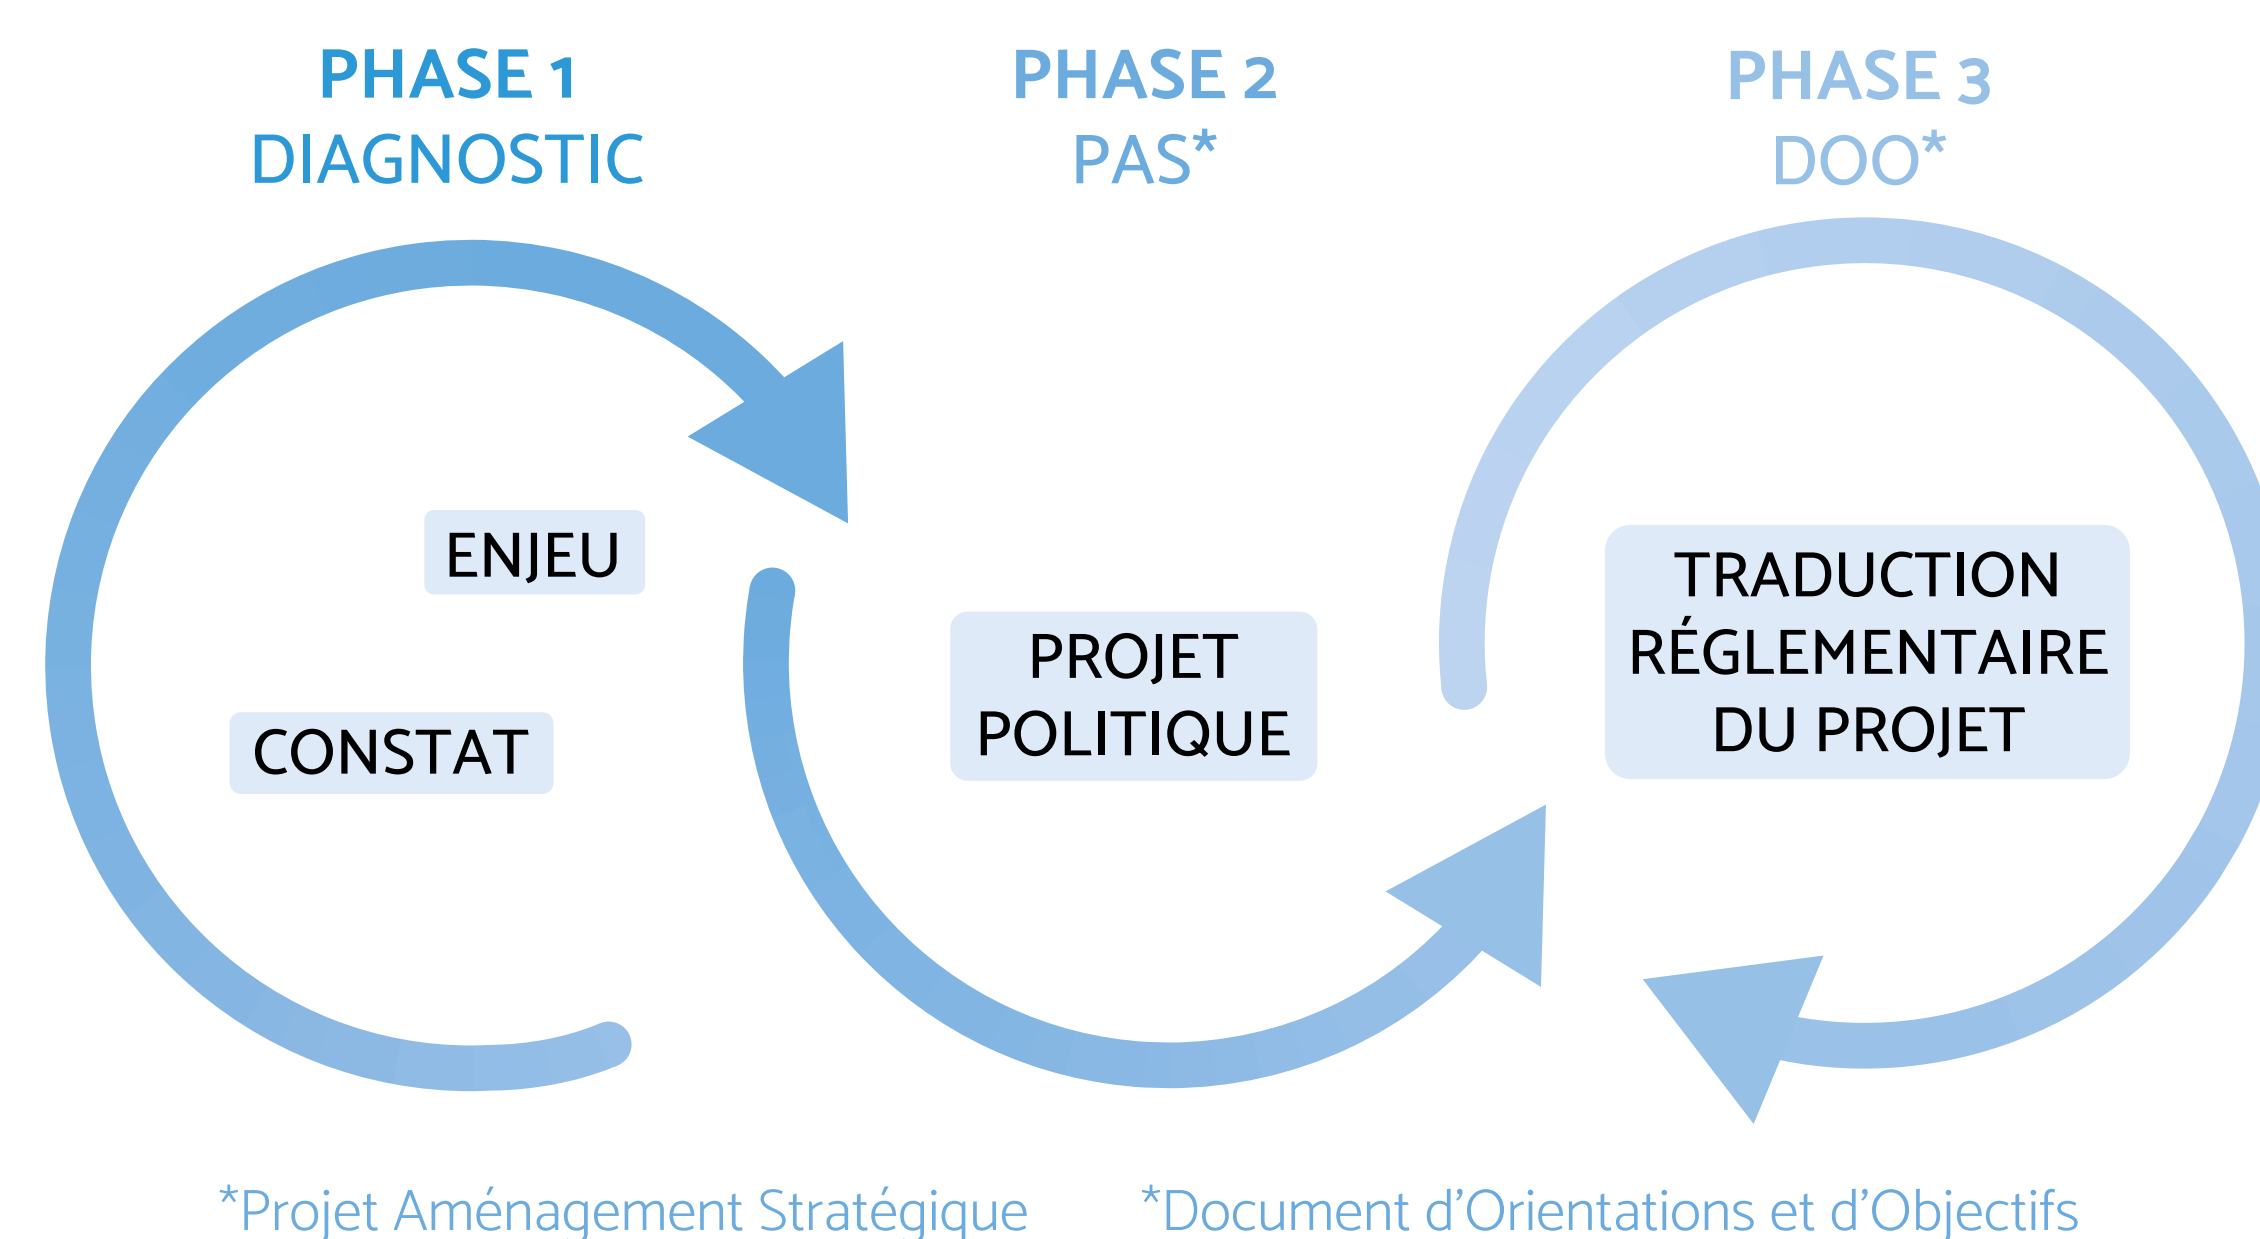 PHASE 1
DIAGNOSTIC
PHASE 2
PAS*
PHASE 3
DOO*
ENJEU
CONSTAT
PROJET
POLITIQUE
TRADUCTION
RÉGLEMENTAIRE
DU PROJET
*Projet Aménagement Stratégique
*Document d’Orientations et d’Objectifs